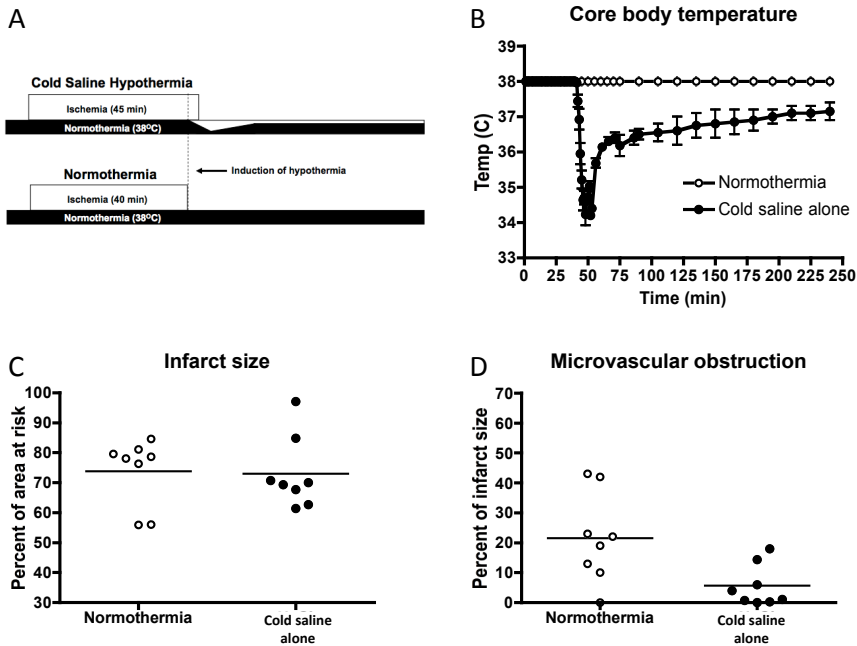 A
Cold Saline Hypothermia
Ischemia (45 min)
Normothermia (38°C)
Induction of hypothermia
Normothermia
Ischemia (40 min)
Normothermia (38°C)
B
Core body temperature
Temp (C)
39
38
37
36
35
34
33
0 25 50 75 100 125 150 175 200 225 250
Time (min)
Normothermia
Cold saline alone
C
Infarct size
Percent of area at risk
100
90
80
70
60
50
40
30
Normothermia
Cold saline
alone
D
Microvascular obstruction
Percent of infarct size
70
60
50
40
30
20
10
0
Normothermia
Cold saline
alone